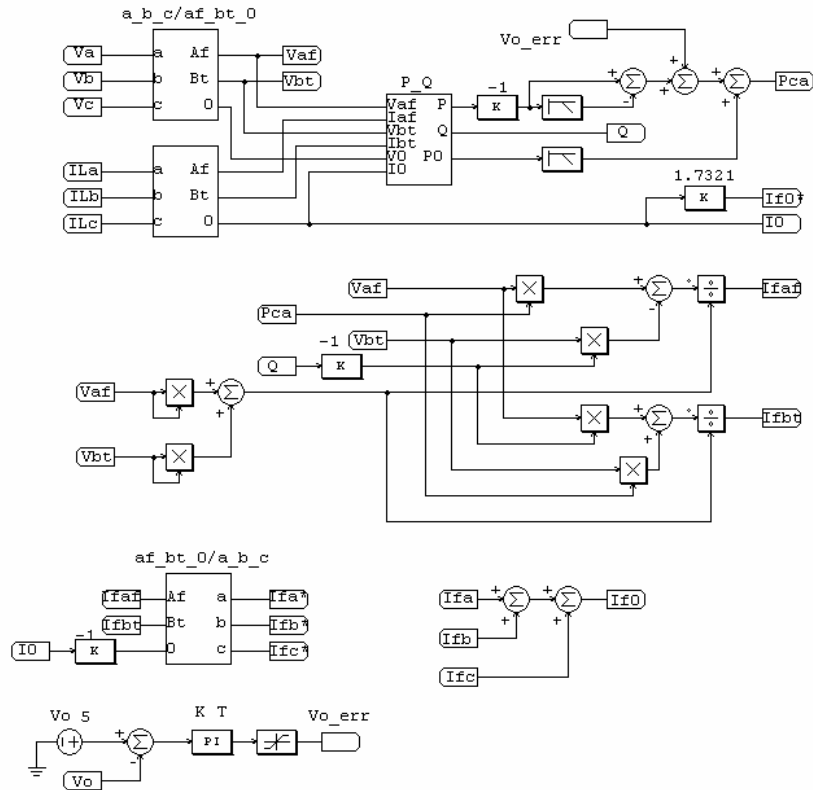 a_b_c/af_bt_0
Va a Af Vaf
Vb b Bt Vbt
Vc c 0
Vo_err
P_Q
Vaf P
Iaf
Vbt Q
Ibt
V0 P0
I0
-1
K
Σ Σ Σ Pca
Q
ILa a Af
ILb b Bt
ILc c 0
1.7321
K If0*
I0
Vaf × Σ ÷ Ifaf
Pca
Vbt ×
-1
Q K
Vaf × Σ
Vbt ×
× Σ ÷ Ifbt
×
af_bt_0/a_b_c
Ifaf Af a Ifa*
Ifbt Bt b Ifb*
-1
I0 K 0 c Ifc*
Ifa Σ Σ If0
Ifb
Ifc
Vo 5 K T Vo_err
Σ PI
Vo